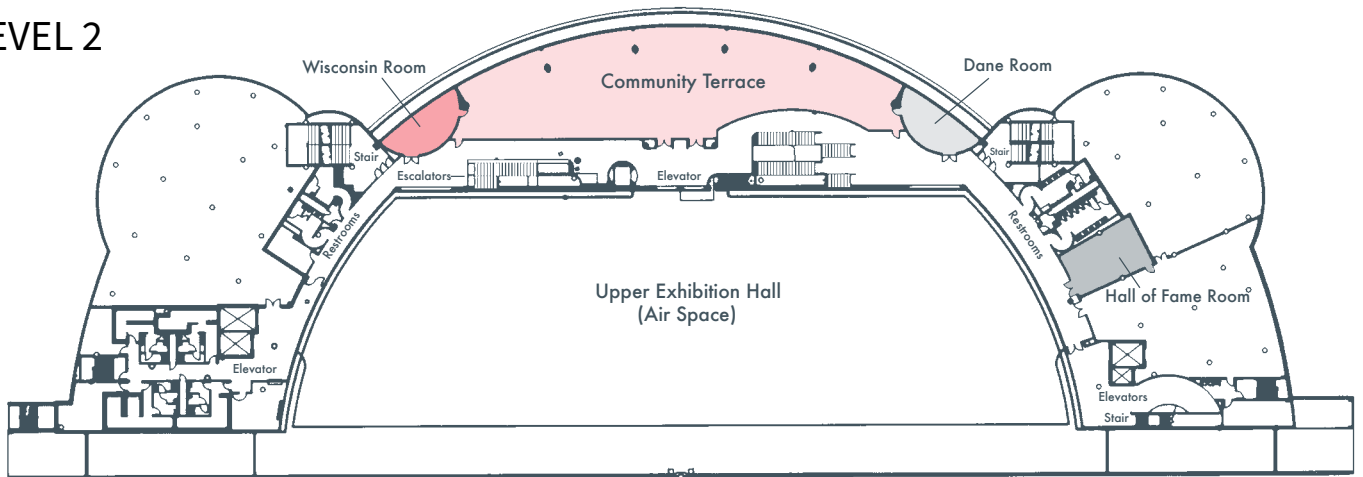 EVEL 2
Wisconsin Room
Dane Room
Community Terrace
Stair
Stair
Escalators
Elevator
Restrooms
Restrooms
Upper Exhibition Hall
(Air Space)
Hall of Fame Room
Elevator
Elevators
Stair